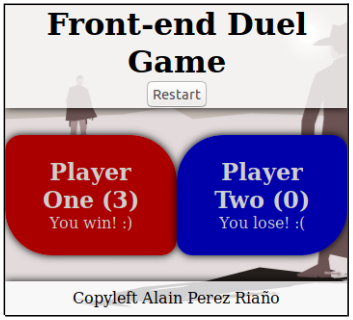 Front-end Duel
Game
Restart
Player
One (3)
You win! :)
Player
Two (0)
You lose! :(
Copyleft Alain Perez Riaño